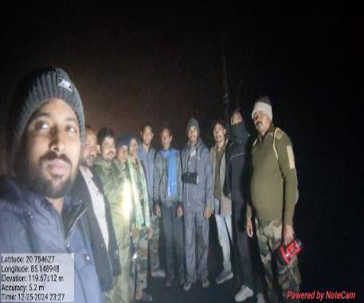 Latitude: 20.754627
Longitude: 85.148948
Elevation: 119.67±12 m
Accuracy: 5.2 m
Time: 12-25-2024 23:27
Powered by NoteCam